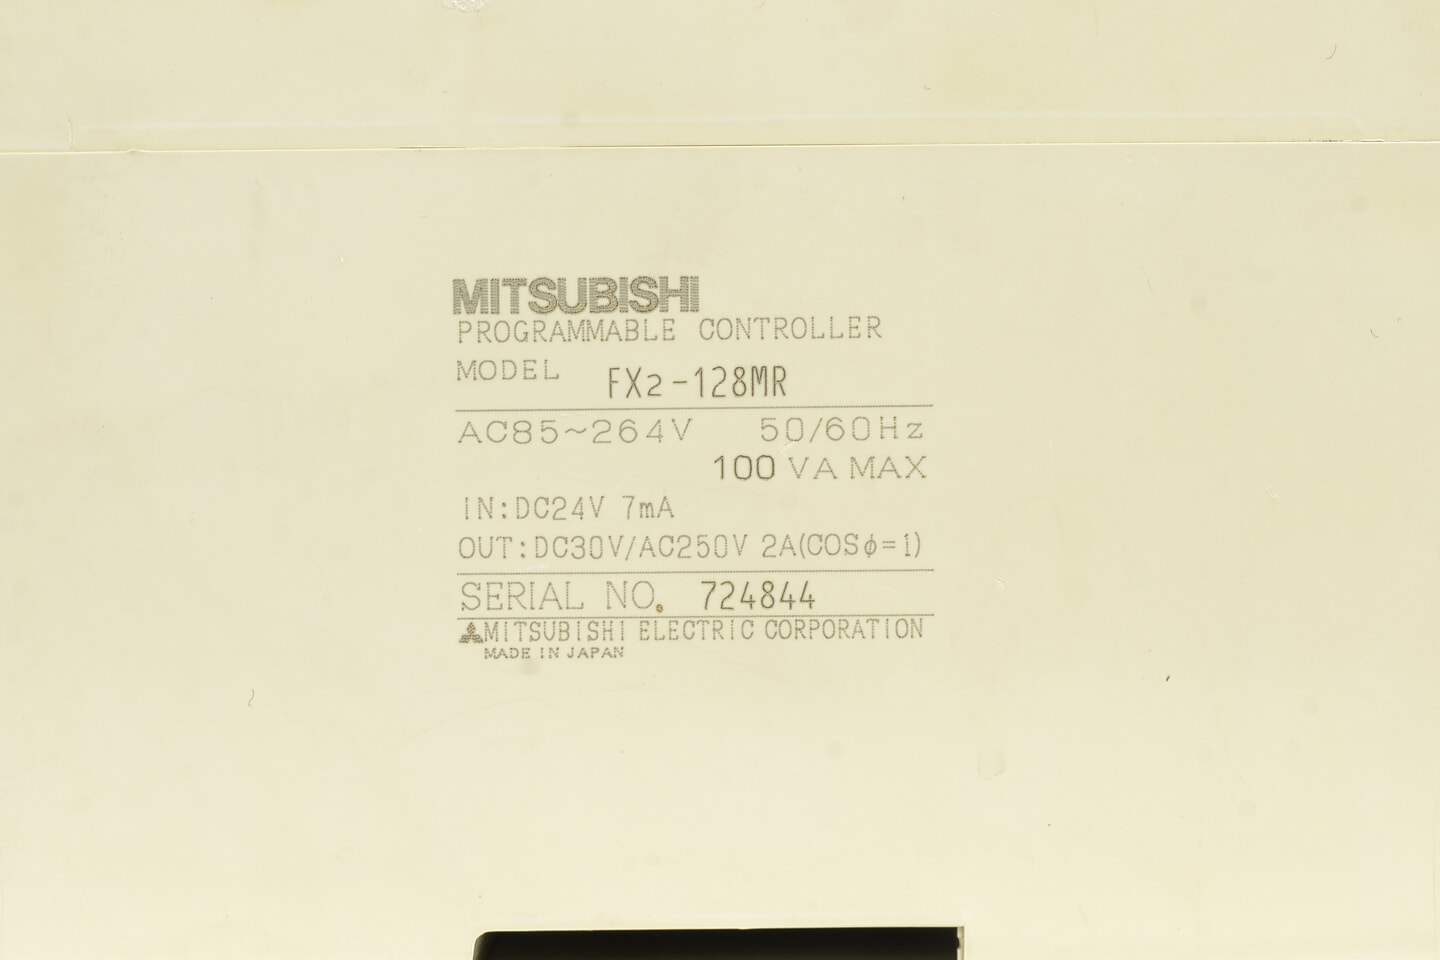 MITSUBISHI
PROGRAMMABLE CONTROLLER
MODEL FX2-128MR
AC85~264V 50/60Hz
100 VA MAX
IN:DC24V 7mA
OUT:DC30V/AC250V 2A(COSϕ=1)
SERIAL NO. 724844
MITSUBISHI ELECTRIC CORPORATION
MADE IN JAPAN